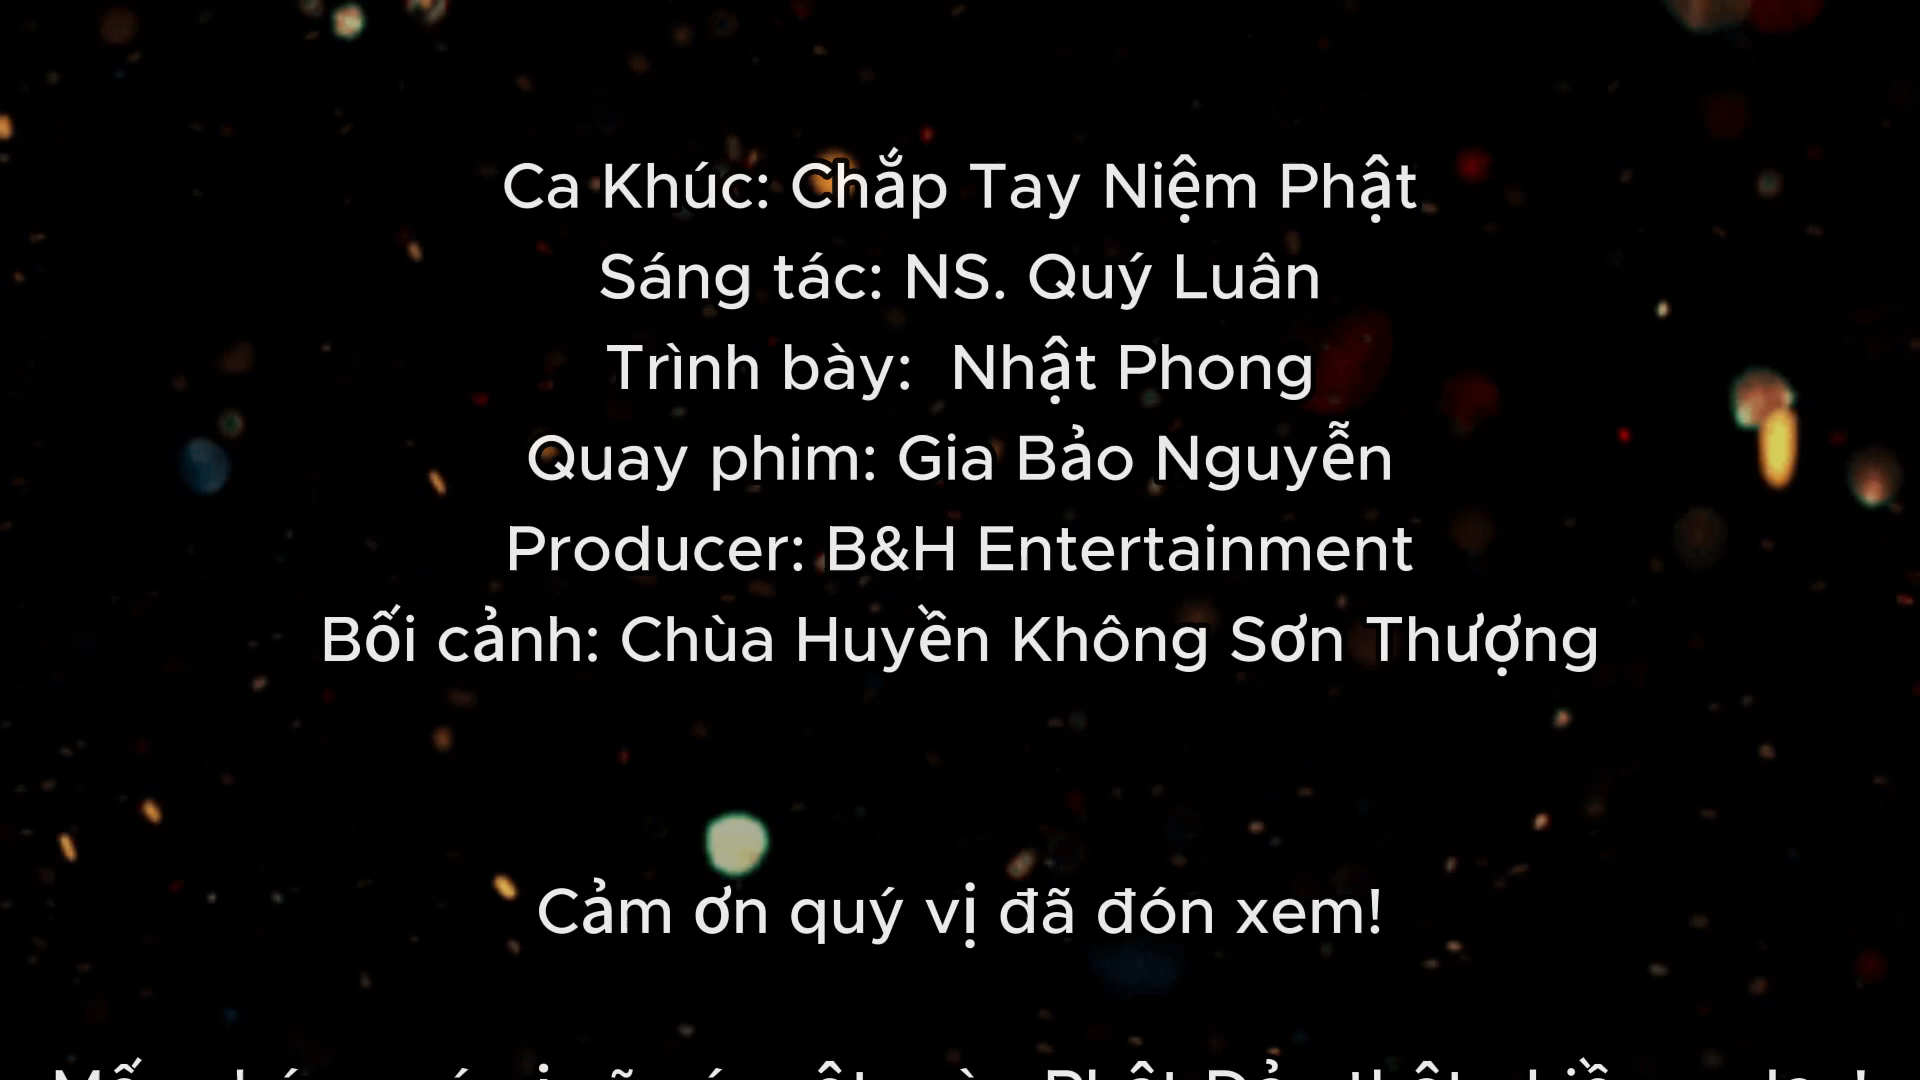 Ca Khúc: Chắp Tay Niệm Phật
Sáng tác: NS. Quý Luân
Trình bày: Nhật Phong
Quay phim: Gia Bảo Nguyễn
Producer: B&H Entertainment
Bối cảnh: Chùa Huyền Không Sơn Thượng
Cảm ơn quý vị đã đón xem!